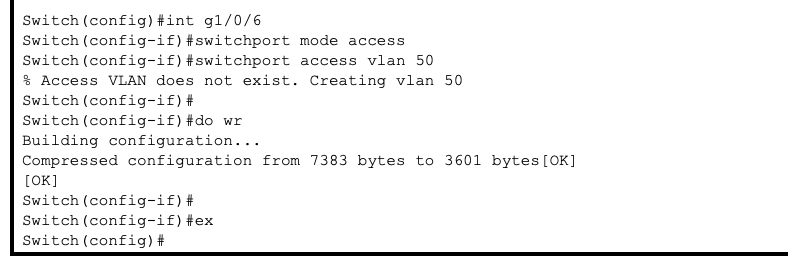 Switch(config)#int g1/0/6
Switch(config-if)#switchport mode access
Switch(config-if)#switchport access vlan 50
% Access VLAN does not exist. Creating vlan 50
Switch(config-if)#
Switch(config-if)#do wr
Building configuration...
Compressed configuration from 7383 bytes to 3601 bytes[OK]
[OK]
Switch(config-if)#
Switch(config-if)#ex
Switch(config)#